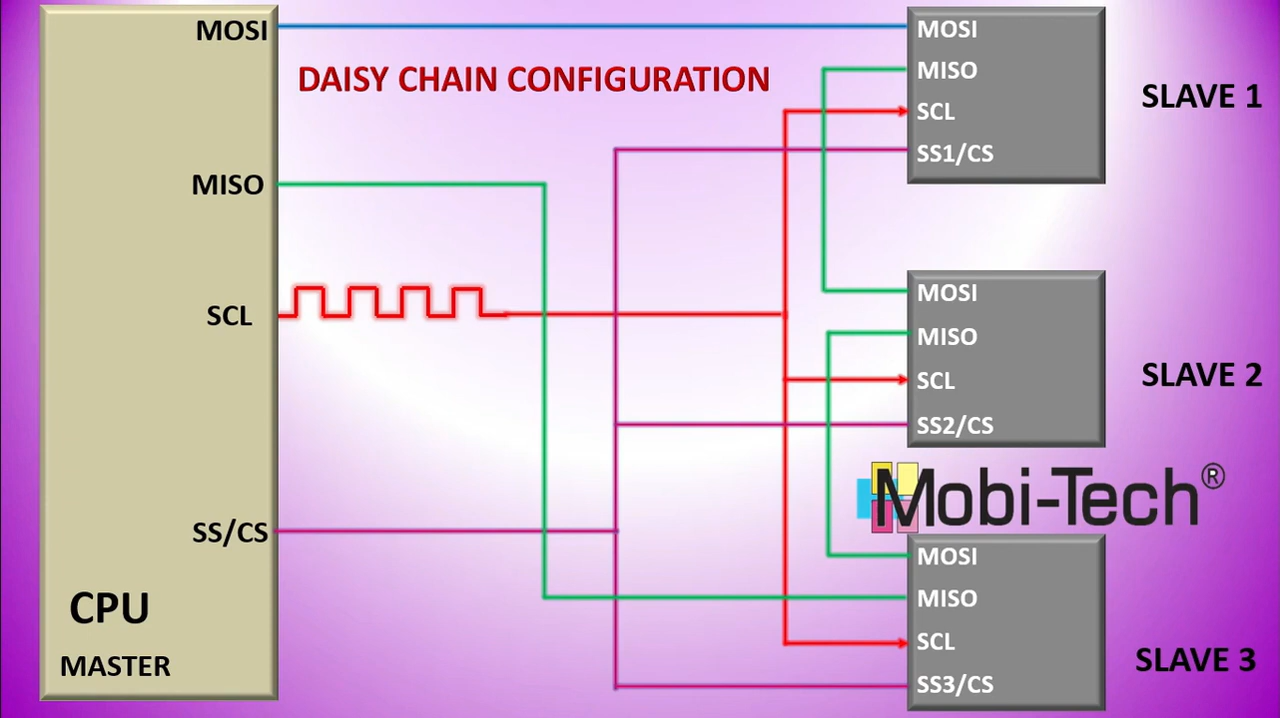 DAISY CHAIN CONFIGURATION
MOSI
MISO
SCL
SS/CS
CPU
MASTER
MOSI
MISO
SCL
SS1/CS
SLAVE 1
MOSI
MISO
SCL
SS2/CS
SLAVE 2
Mobi-Tech®
MOSI
MISO
SCL
SS3/CS
SLAVE 3